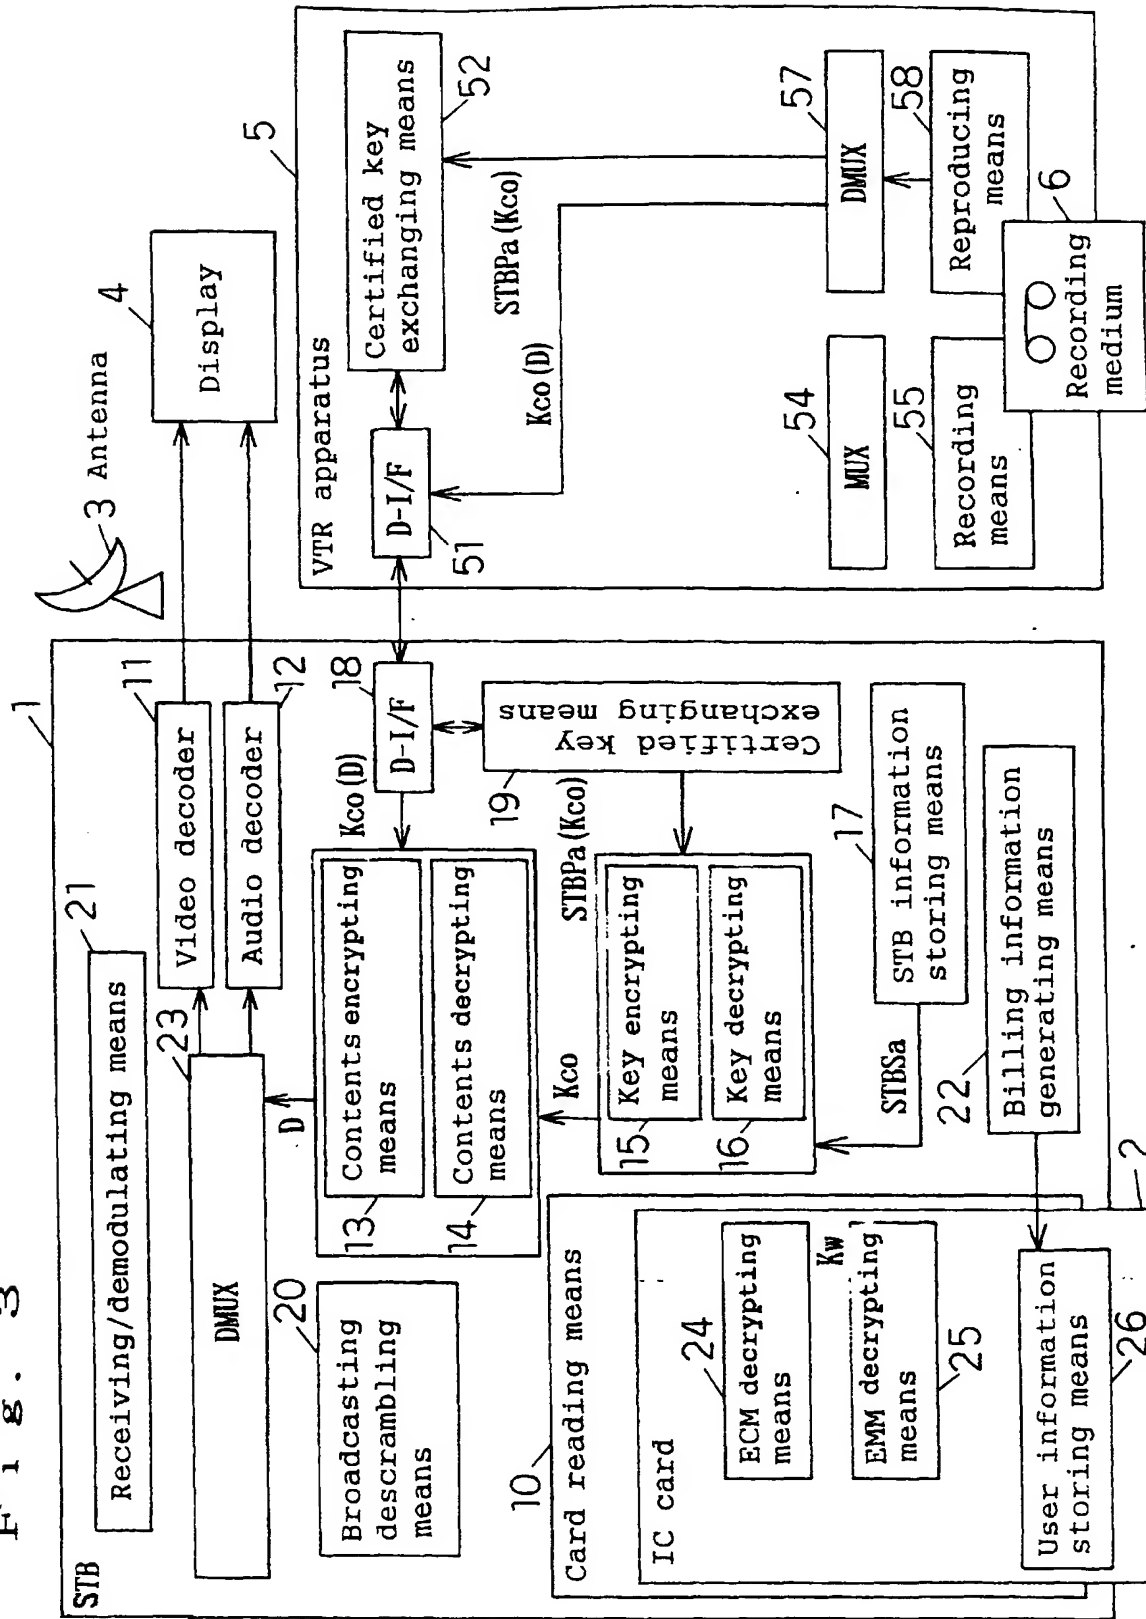 Fig. 3
1
STB
21
Receiving/demodulating means
23
DMUX
11
Video decoder
12
Audio decoder
3 Antenna
4
Display
20
Broadcasting
descrambling
means
D
Contents encrypting
means
13
Contents decrypting
means
14
Kco(D)
18
D-I/F
19
Certified key
exchanging means
Kco
STBPa(Kco)
Key encrypting
means
15
Key decrypting
means
16
17
STB information
storing means
STBSa
22
Billing information
generating means
10
Card reading means
2
IC card
24
ECM decrypting
means
Kw
EMM decrypting
means
25
User information
storing means
26
5
VTR apparatus
D-I/F
51
Certified key
exchanging means
52
STBPa(Kco)
Kco(D)
54
MUX
57
DMUX
55
Recording
means
58
Reproducing
means
6
Recording
medium